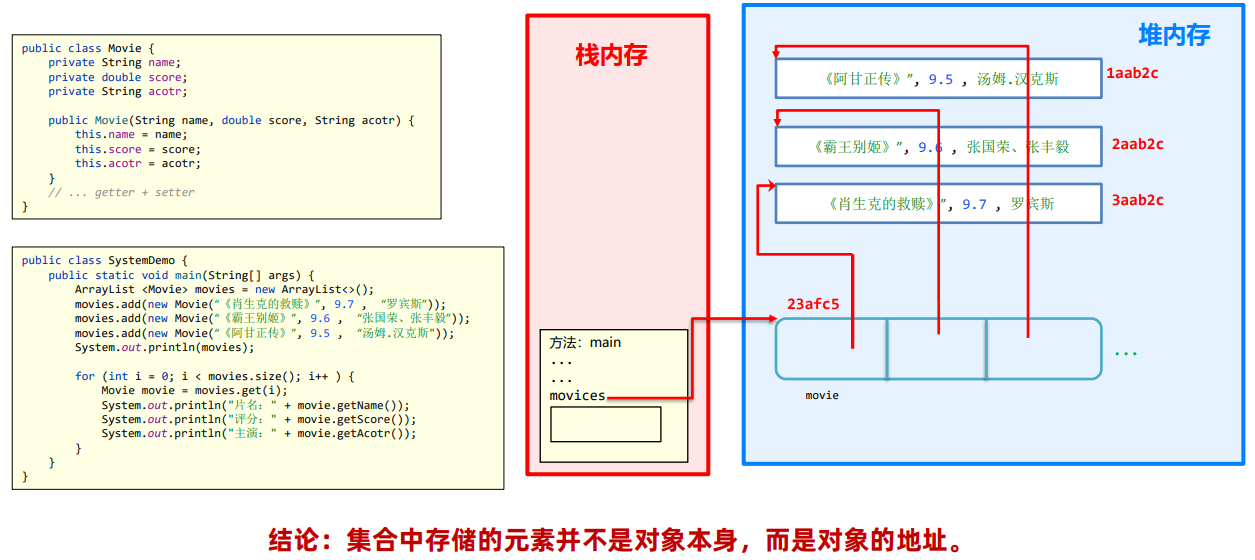 public class Movie {
    private String name;
    private double score;
    private String acotr;
    public Movie(String name, double score, String acotr) {
        this.name = name;
        this.score = score;
        this.acotr = acotr;
    }
    // ... getter + setter
}
public class SystemDemo {
    public static void main(String[] args) {
        ArrayList <Movie> movies = new ArrayList<>();
        movies.add(new Movie(“《肖生克的救赎》”, 9.7 , “罗宾斯”));
        movies.add(new Movie(“《霸王别姬》”, 9.6 , “张国荣、张丰毅”));
        movies.add(new Movie(“《阿甘正传》”, 9.5 , “汤姆.汉克斯”));
        System.out.println(movies);
        for (int i = 0; i < movies.size(); i++ ) {
            Movie movie = movies.get(i);
            System.out.println("片名：" + movie.getName());
            System.out.println("评分：" + movie.getScore());
            System.out.println("主演：" + movie.getAcotr());
        }
    }
}
栈内存
方法：main
...
...
movices
堆内存
《阿甘正传》”, 9.5 , 汤姆.汉克斯
1aab2c
《霸王别姬》”, 9.6 , 张国荣、张丰毅
2aab2c
《肖生克的救赎》”, 9.7 , 罗宾斯
3aab2c
23afc5
...
movie
结论：集合中存储的元素并不是对象本身，而是对象的地址。